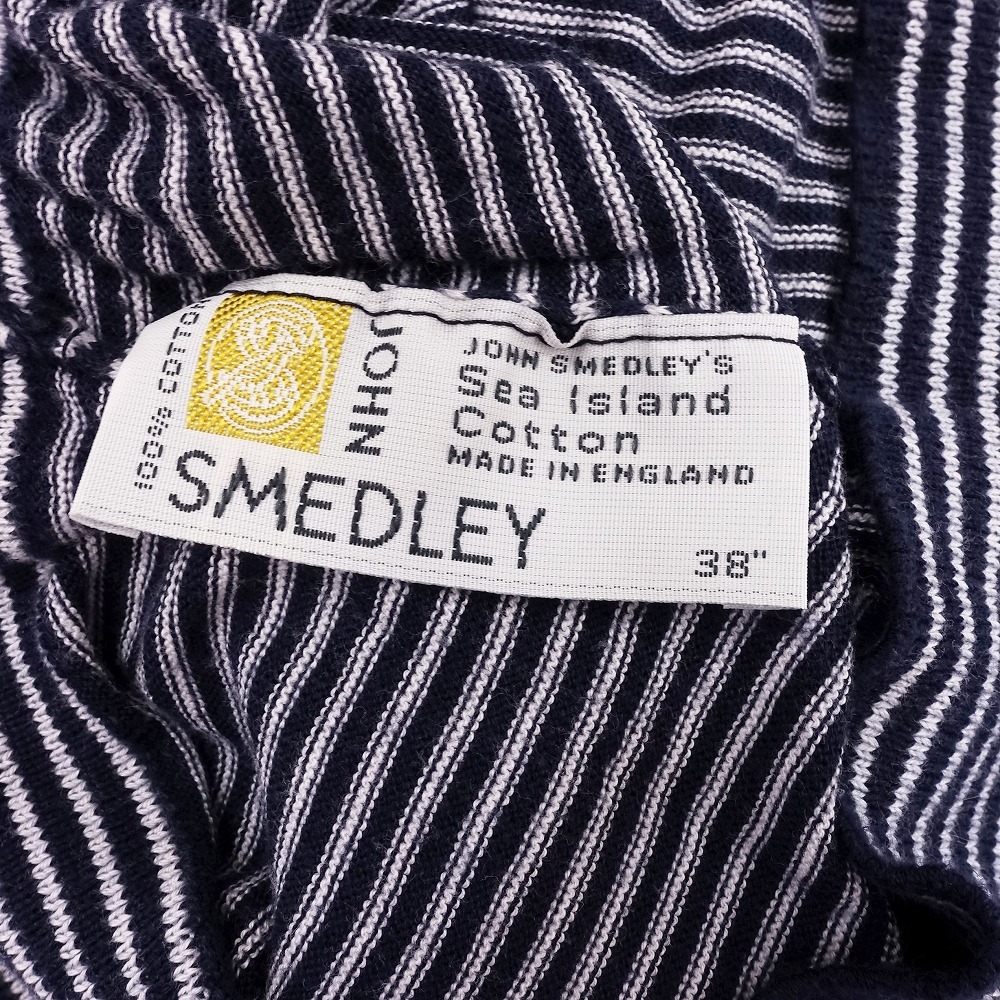 100% COTTON
JOHN
SMEDLEY
JOHN SMEDLEY'S
Sea Island
Cotton
MADE IN ENGLAND
38"